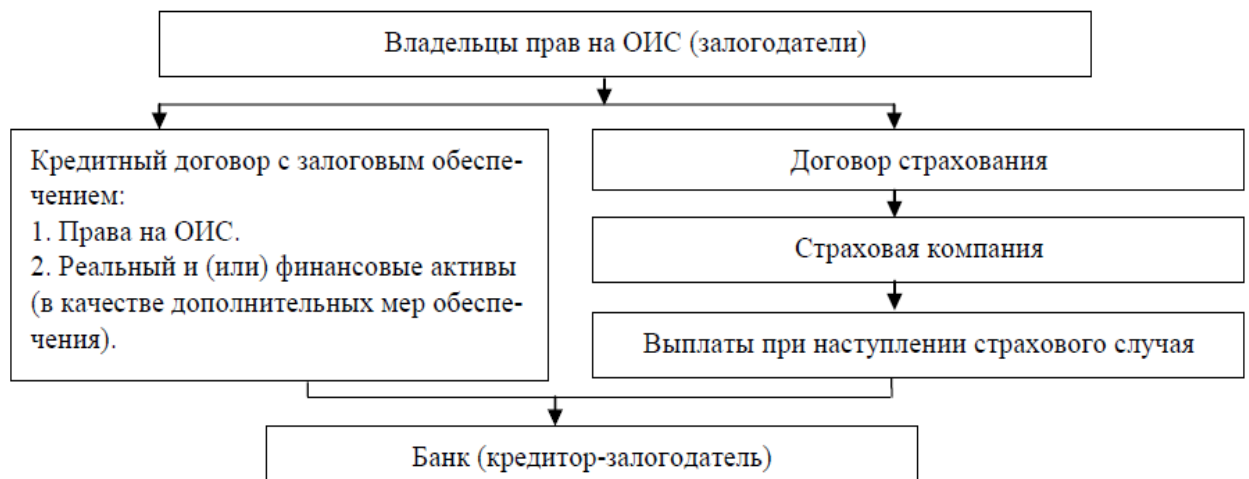 Владельцы прав на ОИС (залогодатели)
Кредитный договор с залоговым обеспе-
чением:
1. Права на ОИС.
2. Реальный и (или) финансовые активы
(в качестве дополнительных мер обеспе-
чения).
Договор страхования
Страховая компания
Выплаты при наступлении страхового случая
Банк (кредитор-залогодатель)